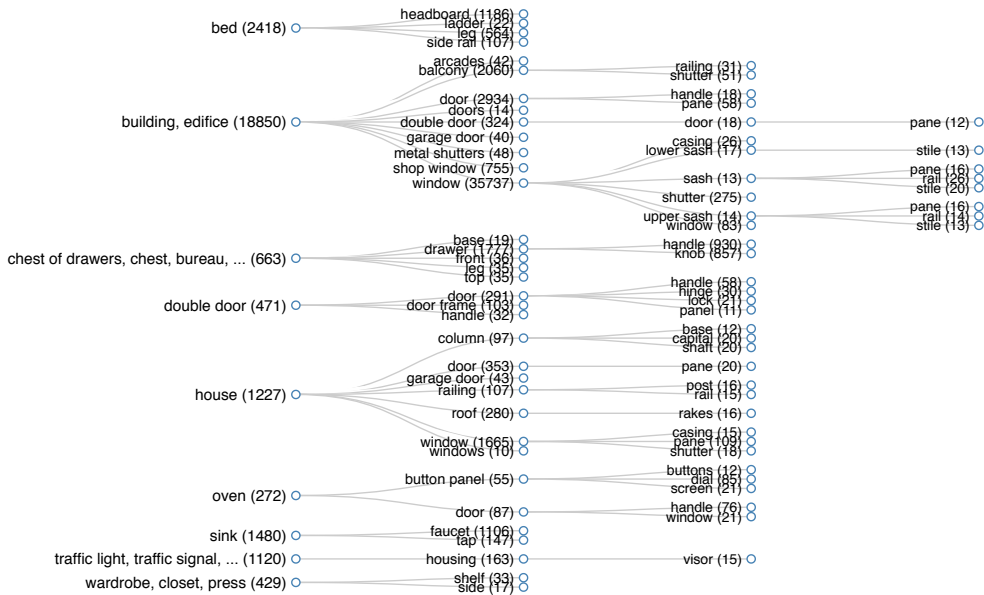 bed (2418)
headboard (1186)
ladder (22)
leg (564)
side rail (107)
building, edifice (18850)
arcades (42)
balcony (2060)
railing (31)
shutter (51)
door (2934)
handle (18)
pane (58)
doors (14)
double door (324)
door (18)
pane (12)
garage door (40)
metal shutters (48)
shop window (755)
window (35737)
casing (26)
lower sash (17)
stile (13)
sash (13)
pane (16)
rail (26)
stile (20)
shutter (275)
upper sash (14)
pane (16)
rail (14)
stile (13)
window (83)
chest of drawers, chest, bureau, ... (663)
base (19)
drawer (1777)
handle (930)
knob (857)
front (36)
leg (35)
top (35)
double door (471)
door (291)
handle (58)
hinge (30)
lock (21)
panel (11)
door frame (103)
handle (32)
house (1227)
column (97)
base (12)
capital (20)
shaft (20)
door (353)
pane (20)
garage door (43)
railing (107)
post (16)
rail (15)
roof (280)
rakes (16)
window (1665)
casing (15)
pane (109)
shutter (18)
windows (10)
oven (272)
button panel (55)
buttons (12)
dial (85)
screen (21)
door (87)
handle (76)
window (21)
sink (1480)
faucet (1106)
tap (147)
traffic light, traffic signal, ... (1120)
housing (163)
visor (15)
wardrobe, closet, press (429)
shelf (33)
side (17)